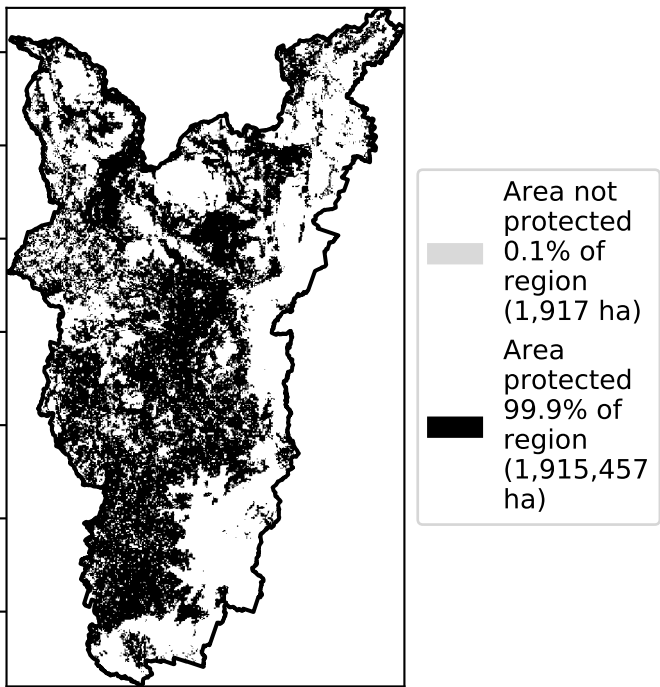 Area not
protected
0.1% of
region
(1,917 ha)
Area
protected
99.9% of
region
(1,915,457
ha)